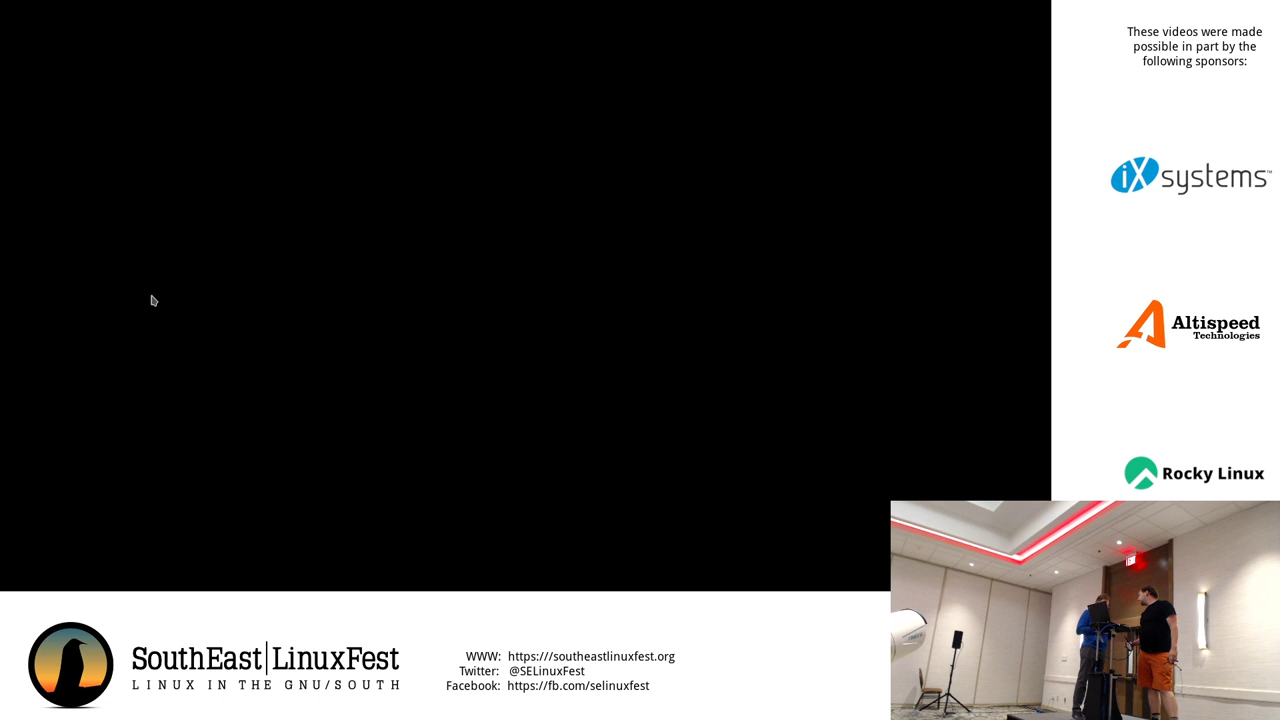 These videos were made
possible in part by the
following sponsors:
iX systems™
Altispeed
Technologies
Rocky Linux
SouthEast|LinuxFest
LINUX IN THE GNU/SOUTH
WWW: https:///southeastlinuxfest.org
Twitter: @SELinuxFest
Facebook: https://fb.com/selinuxfest